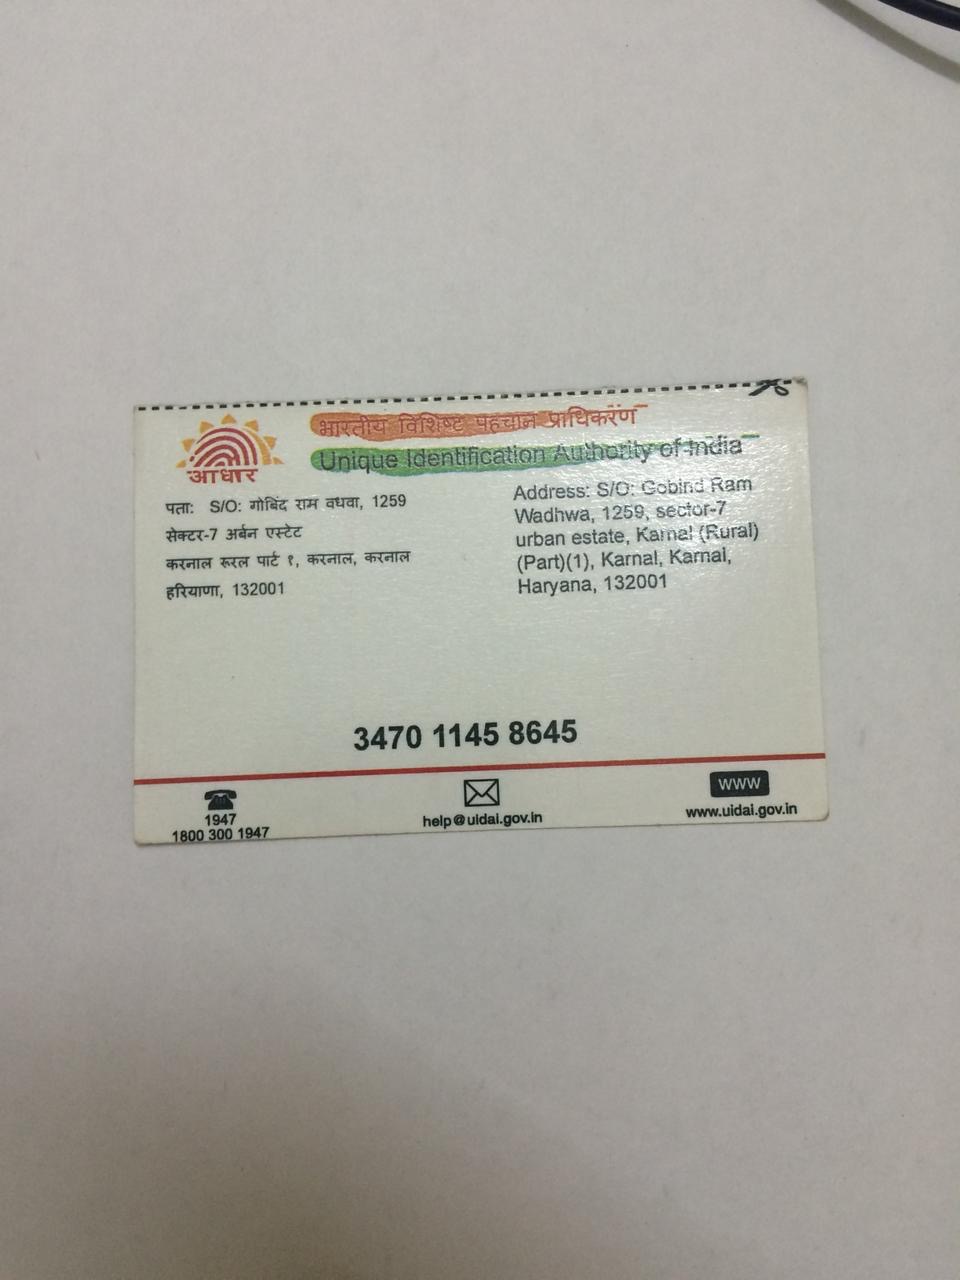 भारतीय विशिष्ट पहचान प्राधिकरण
Unique Identification Authority of India
आधार
पता: S/O: गोबिंद राम वधवा, 1259
सेक्टर-7 अर्बन एस्टेट
करनाल रूरल पार्ट १, करनाल, करनाल
हरियाणा, 132001
Address: S/O: Gobind Ram
Wadhwa, 1259, sector-7
urban estate, Karnal (Rural)
(Part)(1), Karnal, Karnal,
Haryana, 132001
3470 1145 8645
1947
1800 300 1947
help@uidai.gov.in
www
www.uidai.gov.in